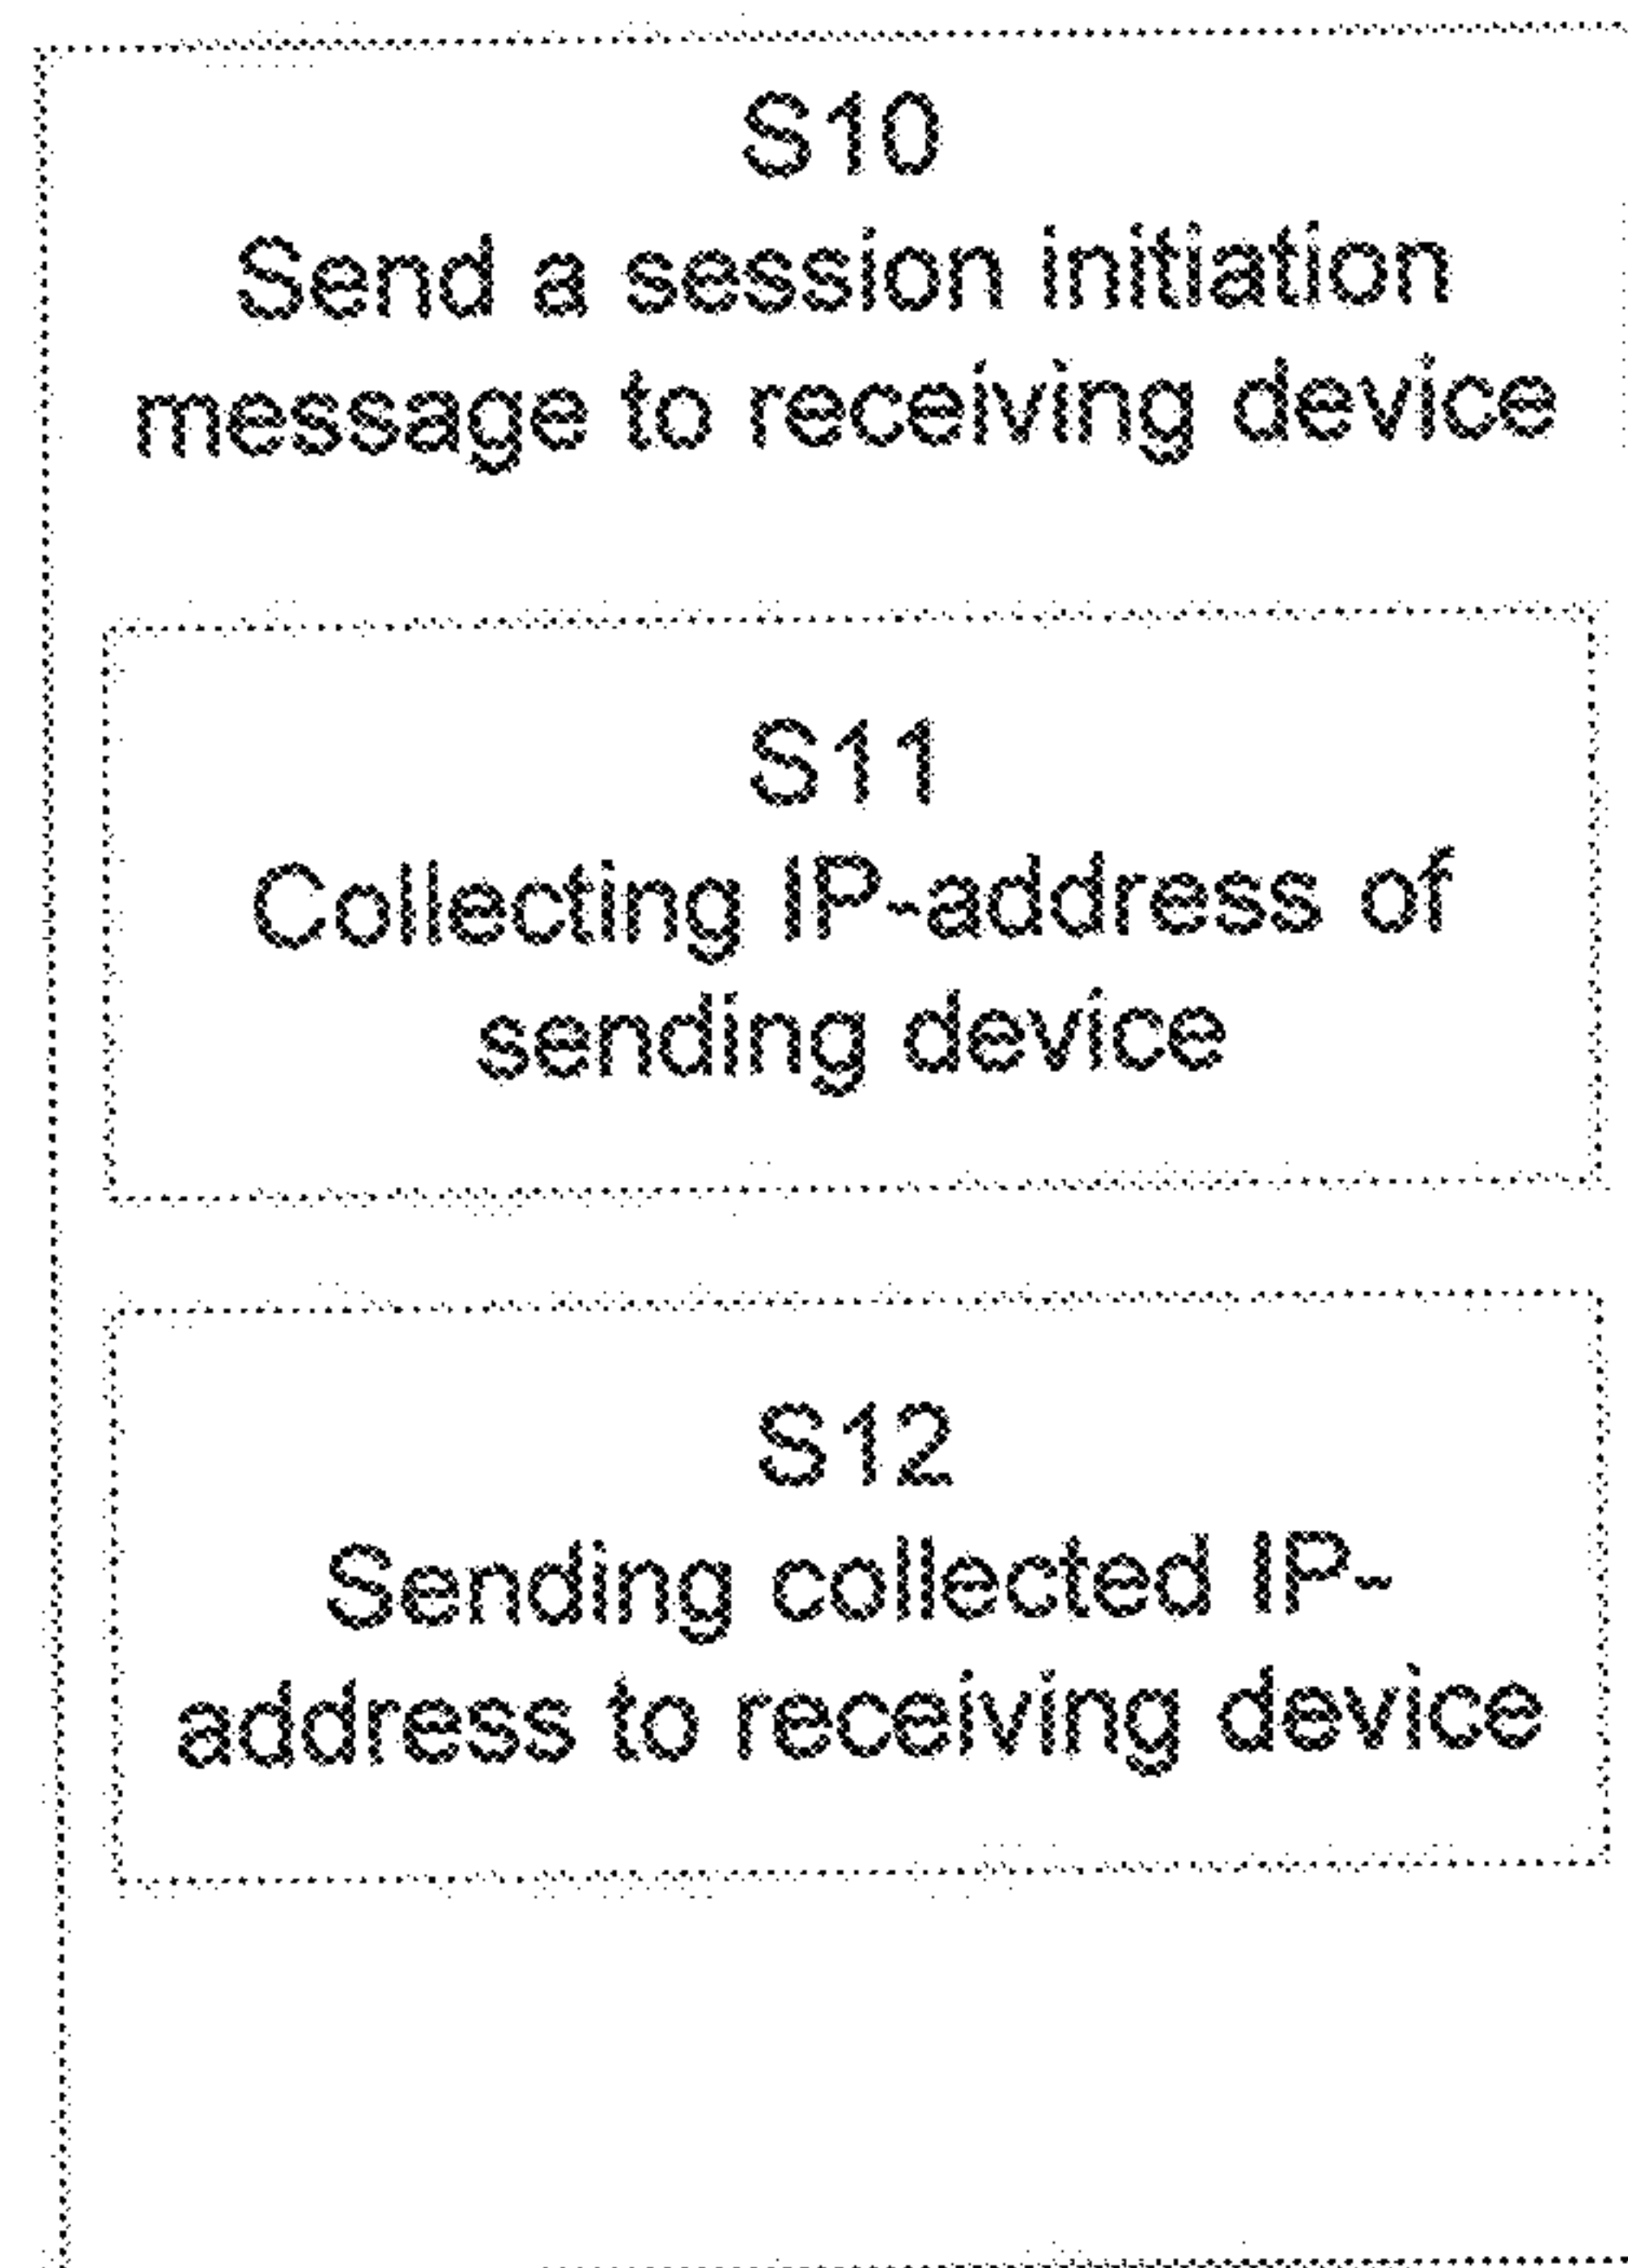 S10
Send a session initiation
message to receiving device
S11
Collecting IP-address of
sending device
S12
Sending collected IP-
address to receiving device